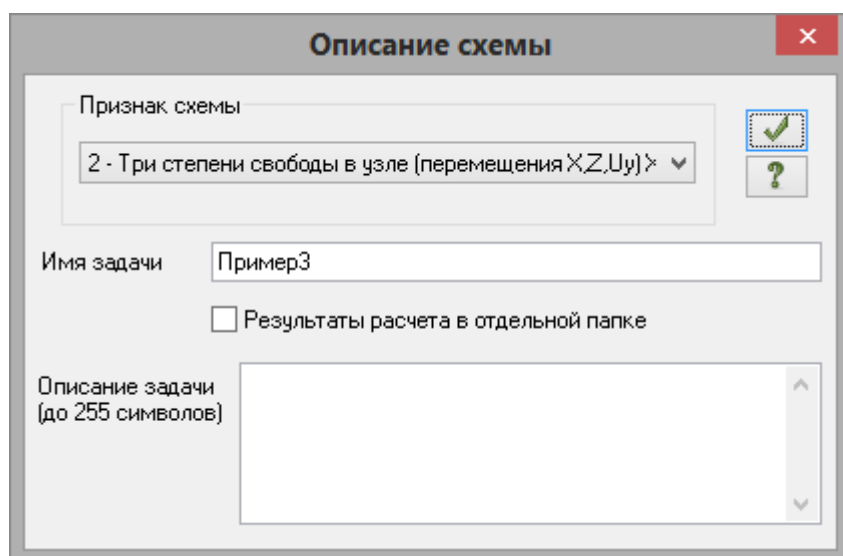 Описание схемы
Признак схемы
2 - Три степени свободы в узле (перемещения X,Z,Uy) X
?
Имя задачи
Пример3
Результаты расчета в отдельной папке
Описание задачи
(до 255 символов)